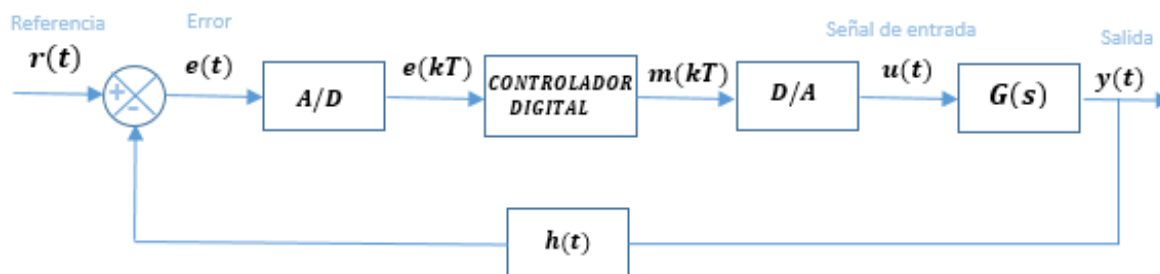 Referencia
Error
Señal de entrada
Salida
r(t)
+
-
e(t)
A/D
e(kT)
CONTROLADOR
DIGITAL
m(kT)
D/A
u(t)
G(s)
y(t)
h(t)